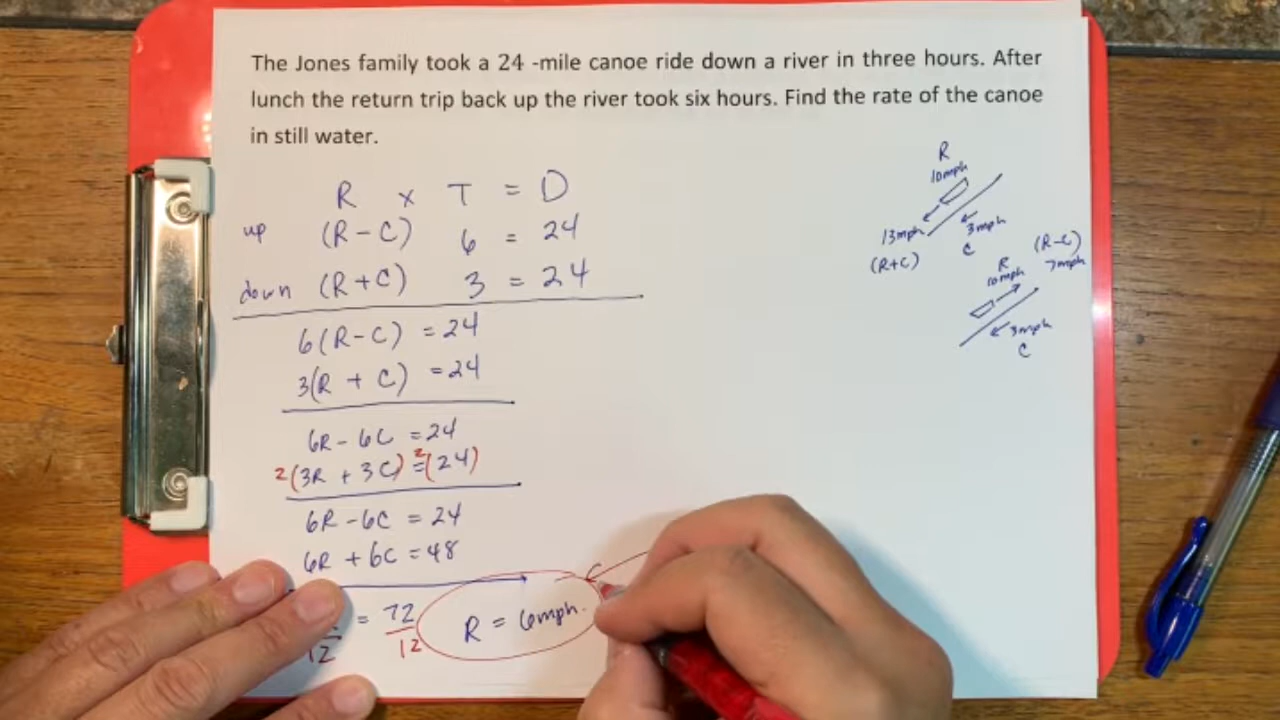 The Jones family took a 24 -mile canoe ride down a river in three hours. After
lunch the return trip back up the river took six hours. Find the rate of the canoe
in still water.
R x T = D
up (R-C) 6 = 24
down (R+C) 3 = 24
6(R-C) = 24
3(R + C) = 24
6R - 6C = 24
2(3R + 3C) = 2(24)
6R - 6C = 24
6R + 6C = 48
= 72
12 12
R = 6mph.
R
10mph
13mph
3mph
(R+C)
C
(R-C)
R
10mph
7mph
3mph
C